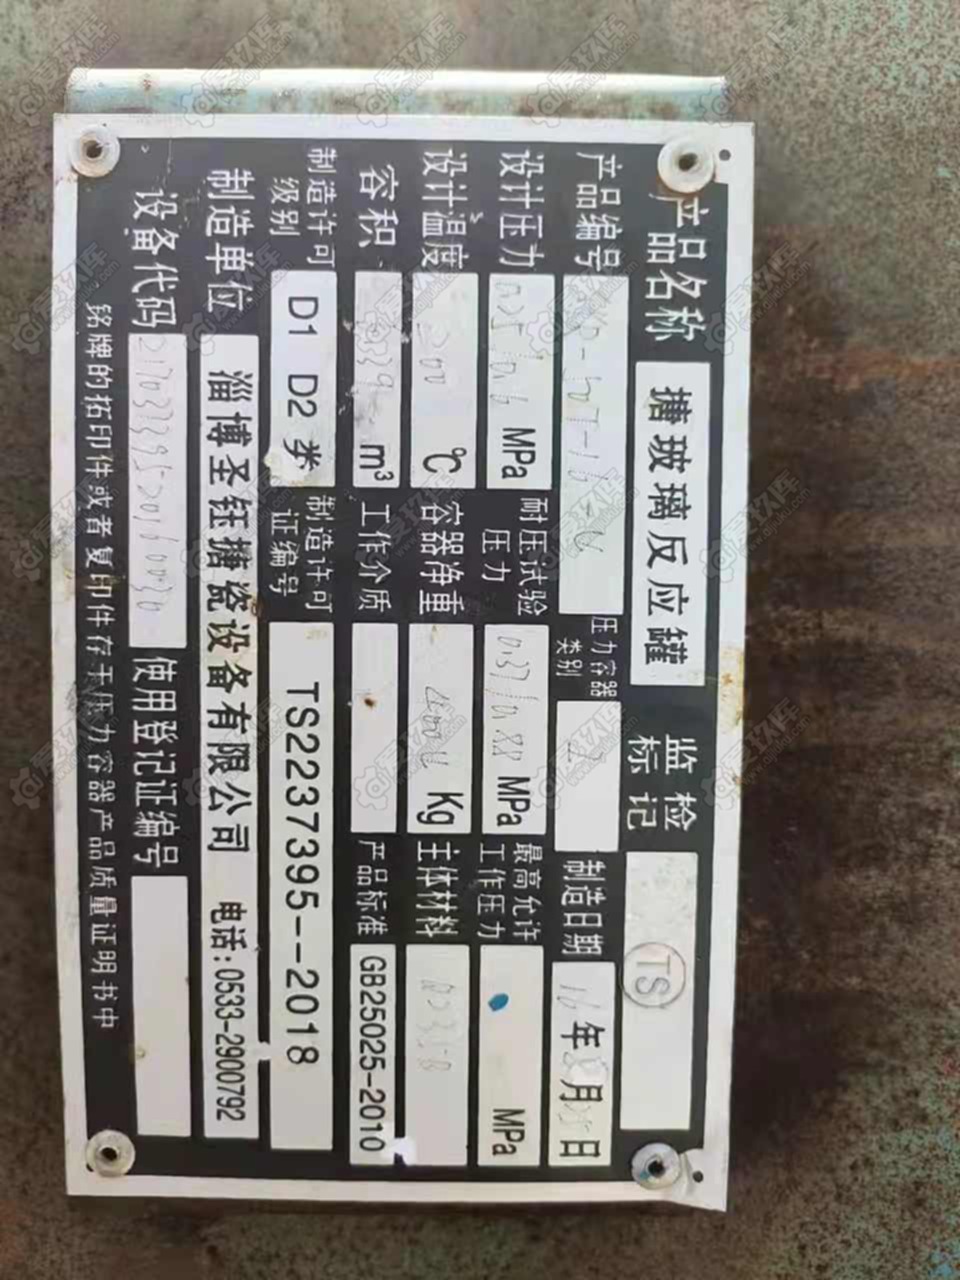 产品名称 搪玻璃反应罐 监检标记 TS
产品编号 压力容器类别 制造日期 16年 月 日
设计压力 MPa 耐压试验压力 MPa 最高允许工作压力 MPa
设计温度 200 ℃ 容器净重 Kg 主体材料 Q235B
容积 m³ 工作介质 产品标准 GB25025-2010
制造许可级别 D1 D2 类 制造许可证编号 TS2237395--2018
制造单位 淄博圣钰搪瓷设备有限公司 电话:0533-2900792
设备代码 使用登记证编号
铭牌的拓印件或者复印件存于压力容器产品质量证明书中